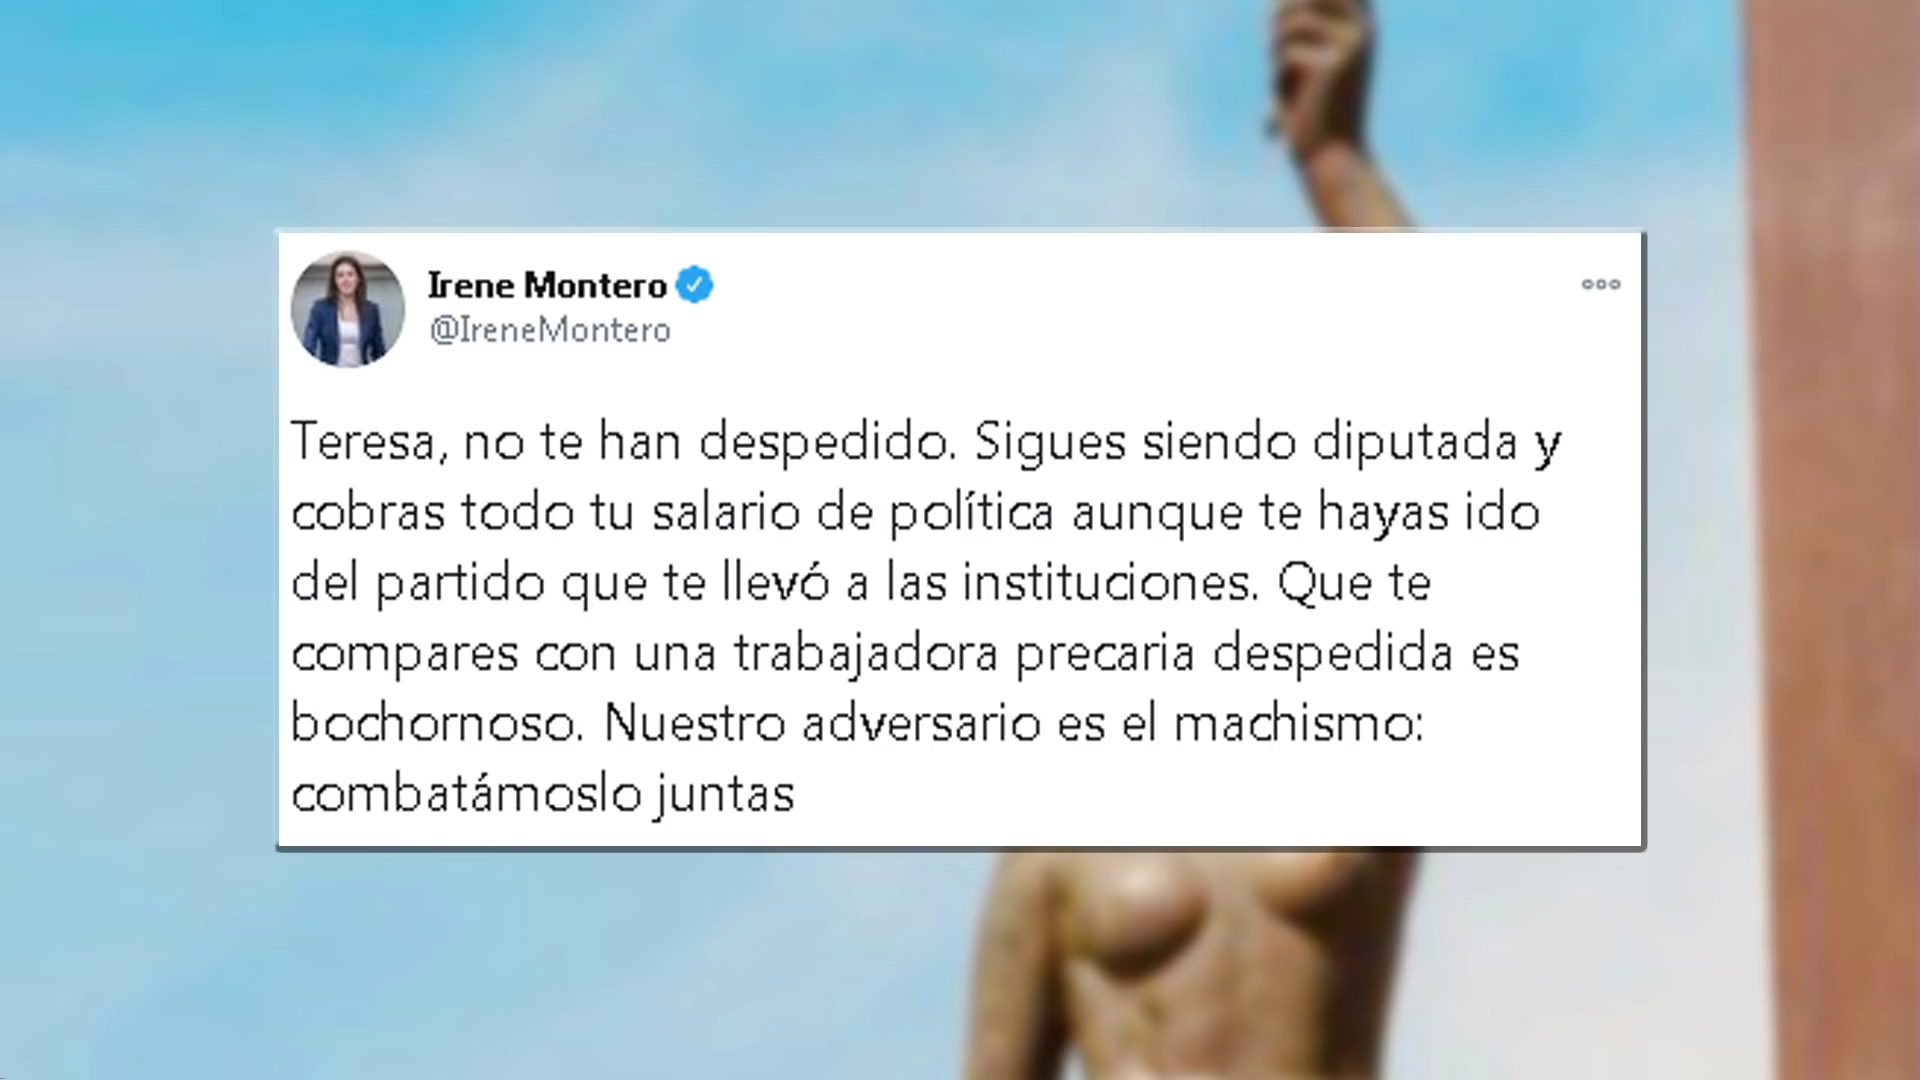 Irene Montero
@IreneMontero
Teresa, no te han despedido. Sigues siendo diputada y
cobras todo tu salario de política aunque te hayas ido
del partido que te llevó a las instituciones. Que te
compares con una trabajadora precaria despedida es
bochornoso. Nuestro adversario es el machismo:
combatámoslo juntas